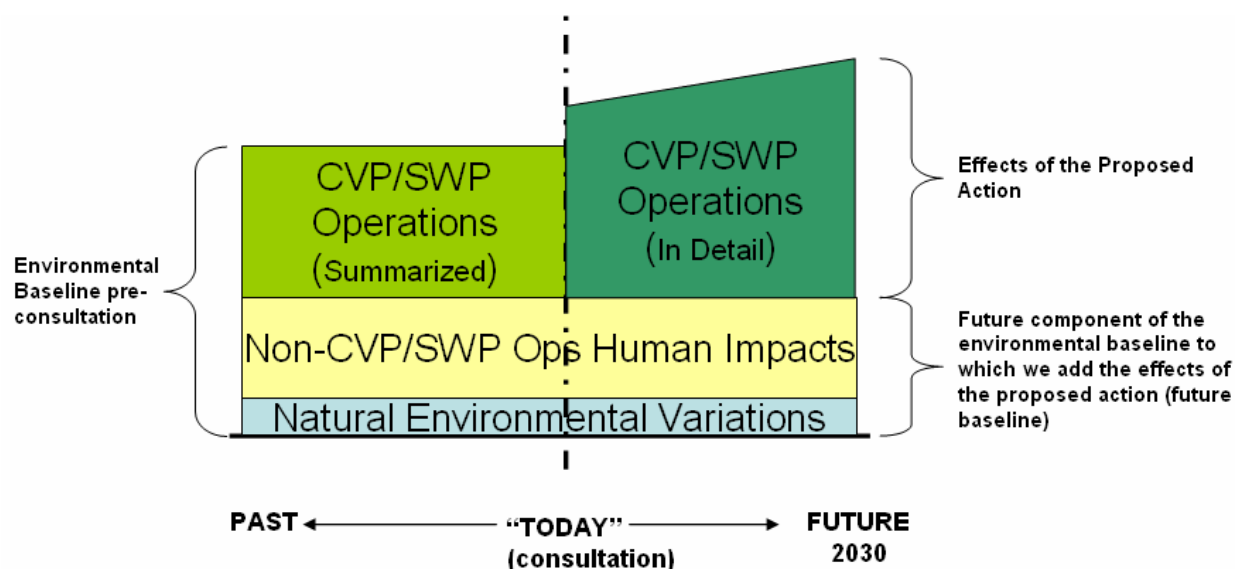 Environmental
Baseline pre-
consultation
CVP/SWP
Operations
(Summarized)
CVP/SWP
Operations
(In Detail)
Effects of the Proposed
Action
Non-CVP/SWP Ops Human Impacts
Natural Environmental Variations
Future component of the
environmental baseline to
which we add the effects of
the proposed action (future
baseline)
PAST
“TODAY”
(consultation)
FUTURE
2030